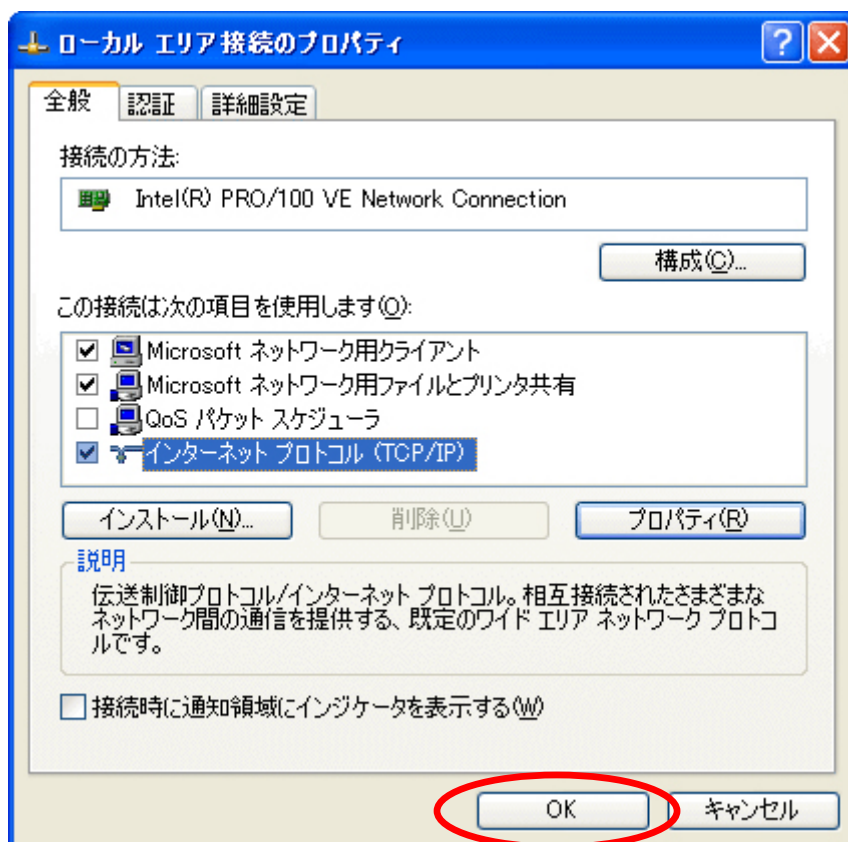 ローカル エリア接続のプロパティ
全般 認証 詳細設定
接続の方法:
Intel(R) PRO/100 VE Network Connection
構成(C)...
この接続は次の項目を使用します(O):
Microsoft ネットワーク用クライアント
Microsoft ネットワーク用ファイルとプリンタ共有
QoS パケット スケジューラ
インターネット プロトコル (TCP/IP)
インストール(N)... 削除(U) プロパティ(R)
説明
伝送制御プロトコル/インターネット プロトコル。相互接続されたさまざまな
ネットワーク間の通信を提供する、既定のワイド エリア ネットワーク プロトコ
ルです。
接続時に通知領域にインジケータを表示する(W)
OK キャンセル